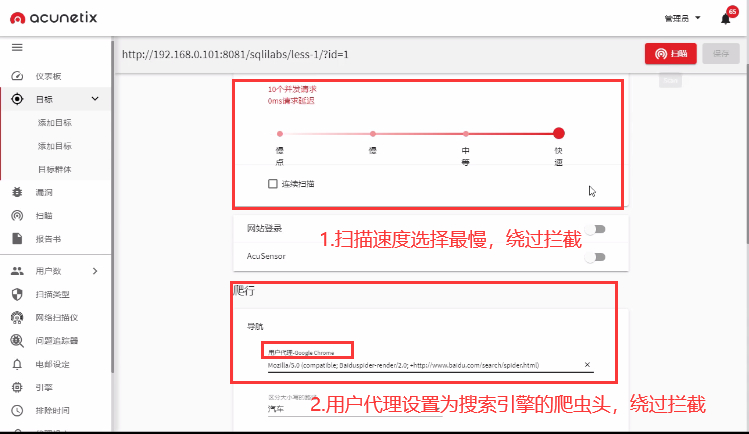 acunetix
管理员
65
http://192.168.0.101:8081/sqlilabs/less-1/?id=1
扫描
保存
仪表板
目标
添加目标
添加目标
目标群体
漏洞
扫描
报告书
用户数
扫描类型
网络扫描仪
问题追踪器
电邮设定
引擎
排除时间
10个并发请求
0ms请求延迟
慢点
慢
中等
快速
连续扫描
网站登录
1.扫描速度选择最慢，绕过拦截
AcuSensor
爬行
导航
用户代理-Google Chrome
Mozilla/5.0 (compatible; Baiduspider-render/2.0; +http://www.baidu.com/search/spider.html)
区分大小写的路径
汽车
2.用户代理设置为搜索引擎的爬虫头，绕过拦截